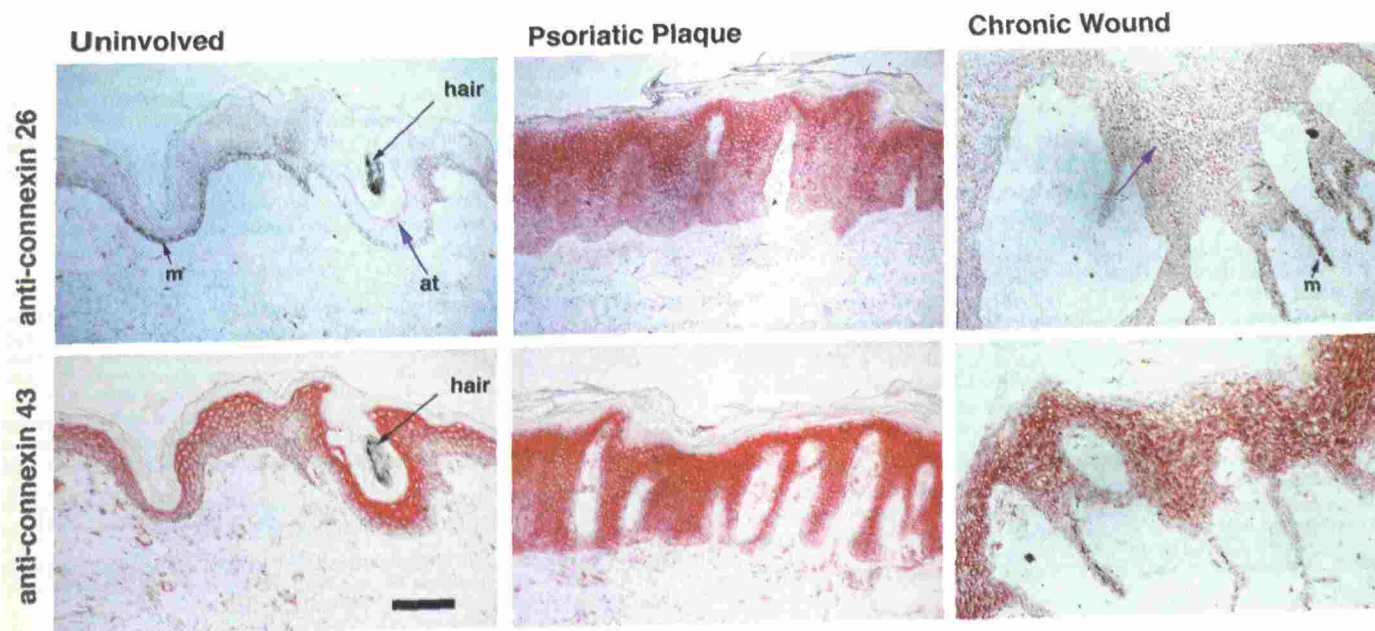 Uninvolved
Psoriatic Plaque
Chronic Wound
anti-connexin 26
hair
m
at
m
anti-connexin 43
hair